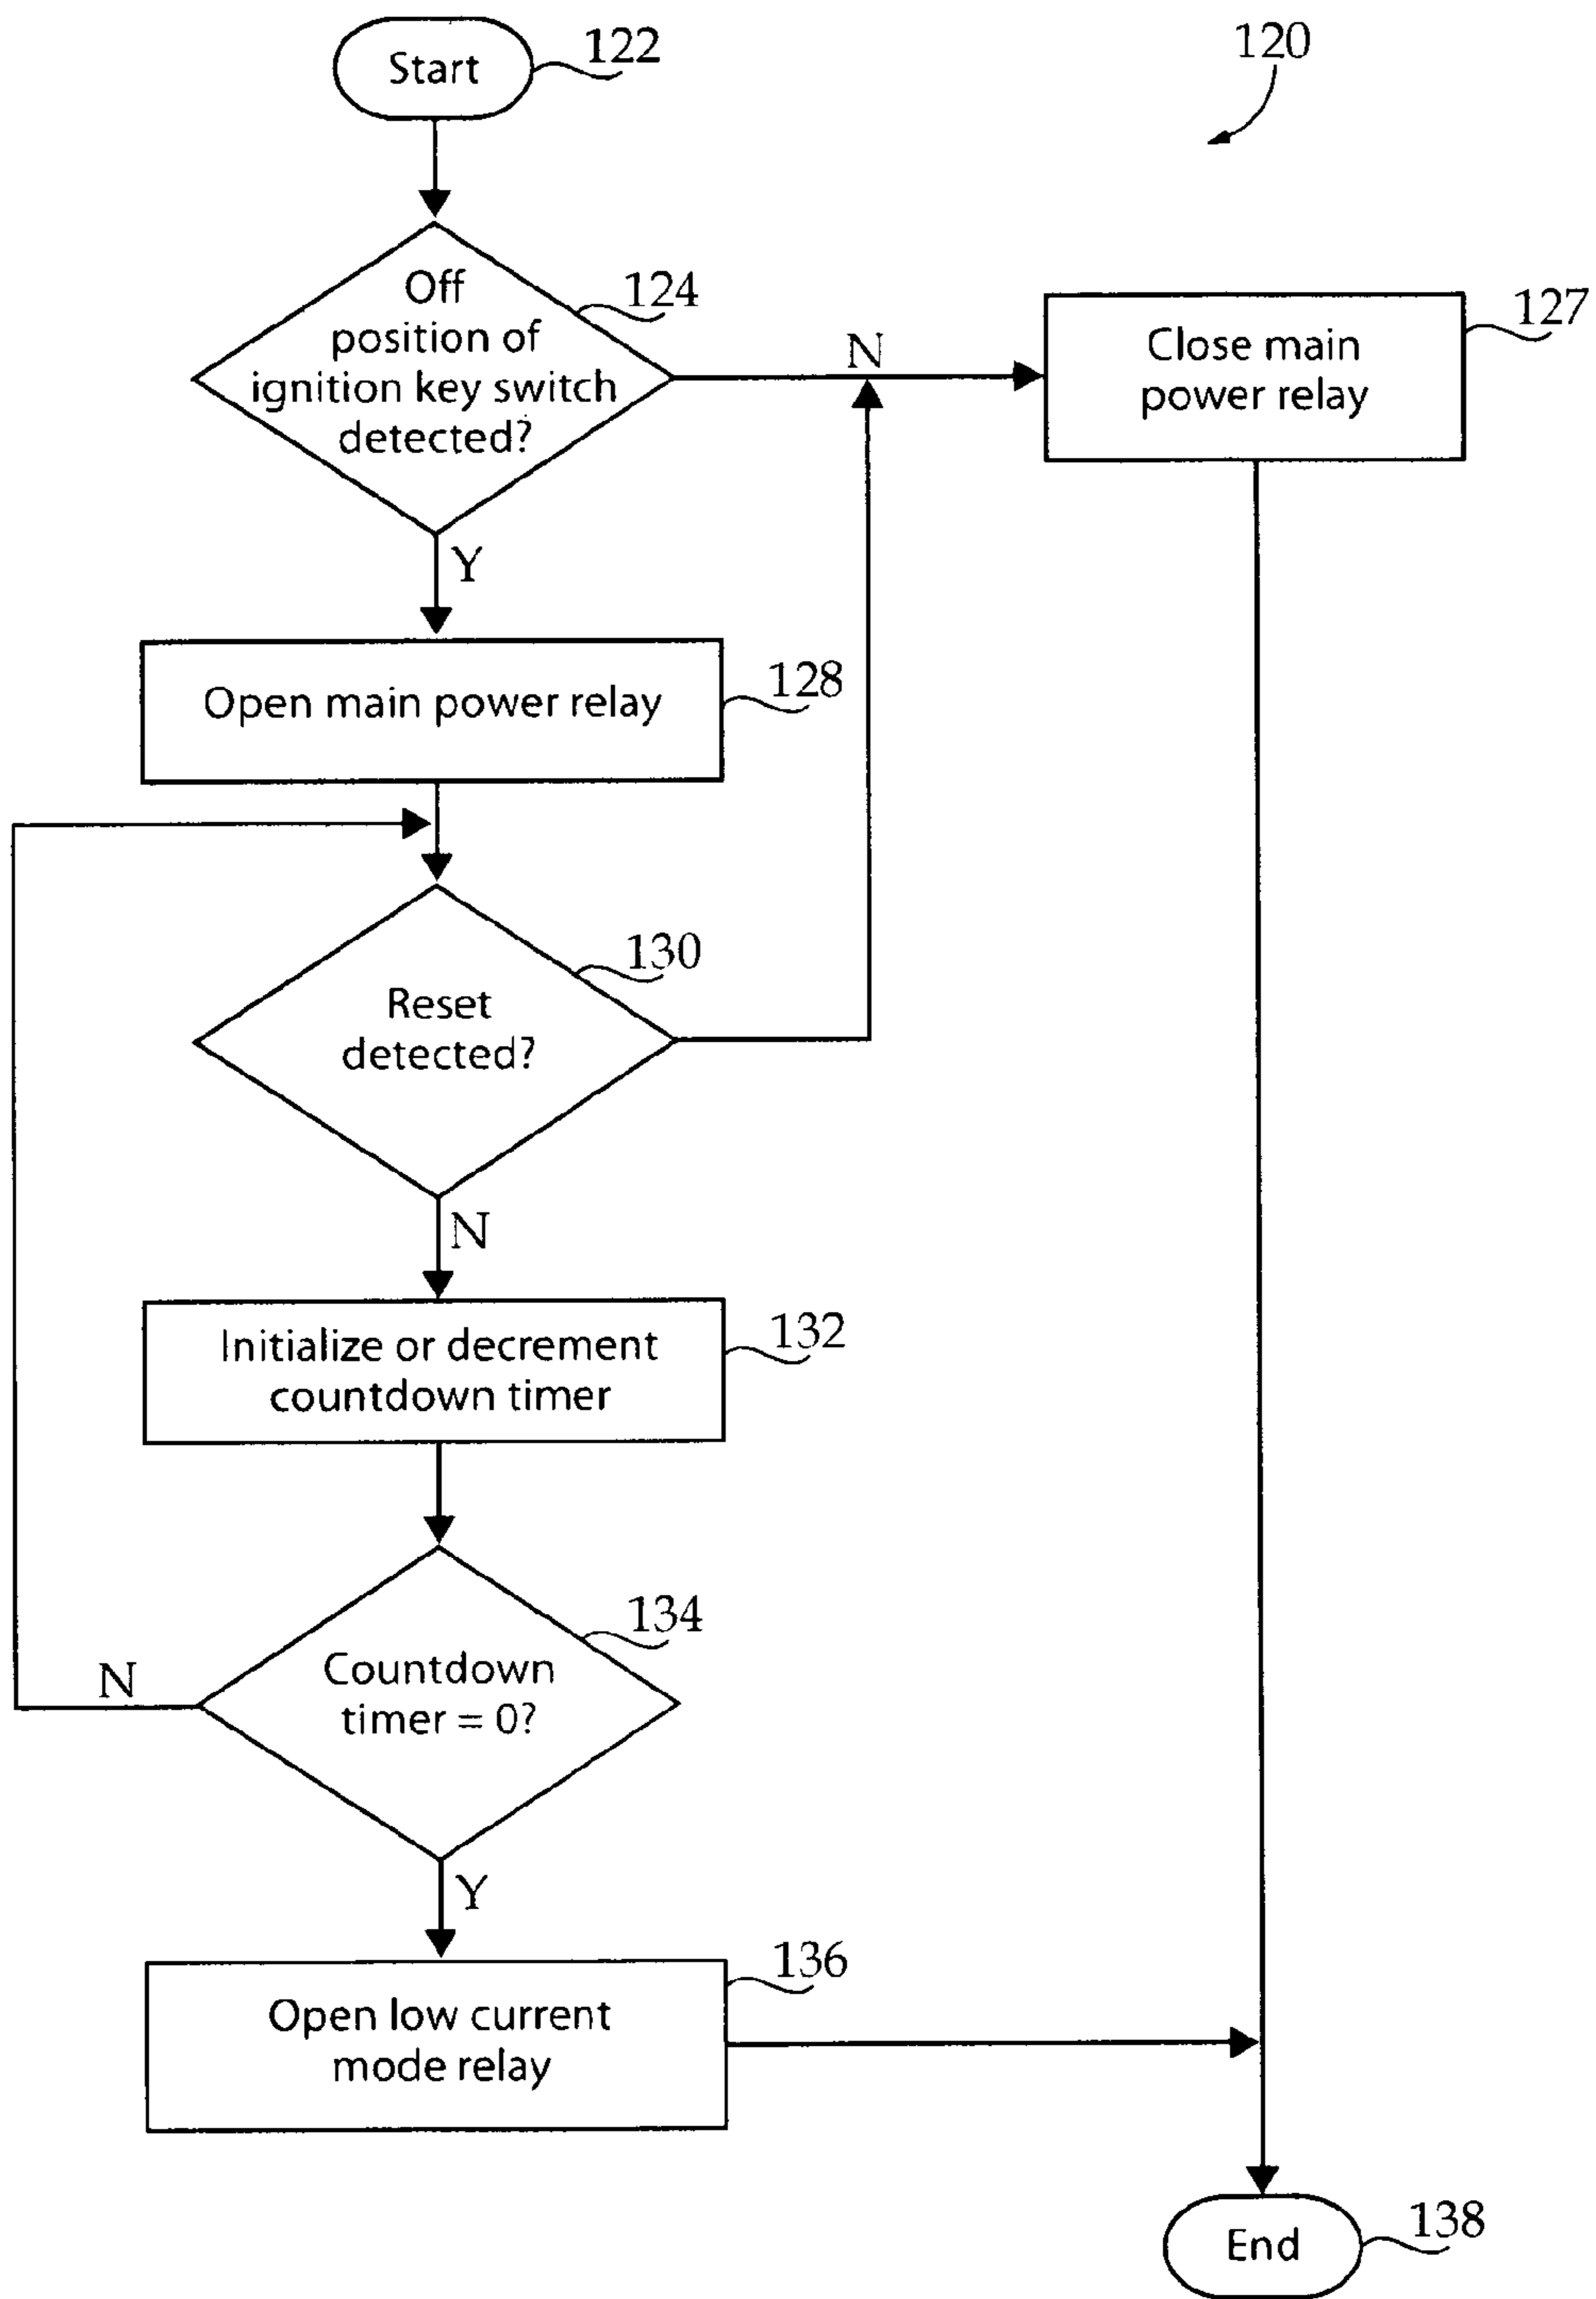 Start
122
120
Off
position of
ignition key switch
detected?
124
N
Close main
power relay
127
Y
Open main power relay
128
Reset
detected?
130
N
Initialize or decrement
countdown timer
132
Countdown
timer = 0?
134
N
Y
Open low current
mode relay
136
End
138